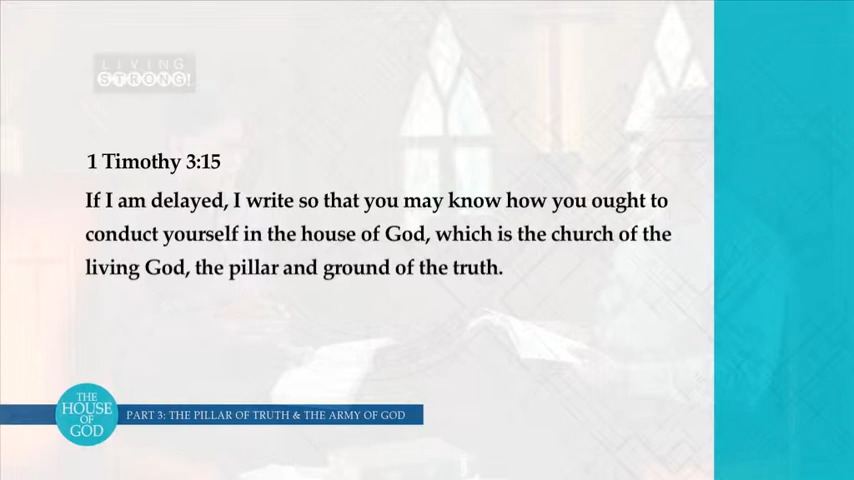 LIVING
STRONG!
1 Timothy 3:15
If I am delayed, I write so that you may know how you ought to
conduct yourself in the house of God, which is the church of the
living God, the pillar and ground of the truth.
THE
HOUSE
OF
GOD
PART 3: THE PILLAR OF TRUTH & THE ARMY OF GOD